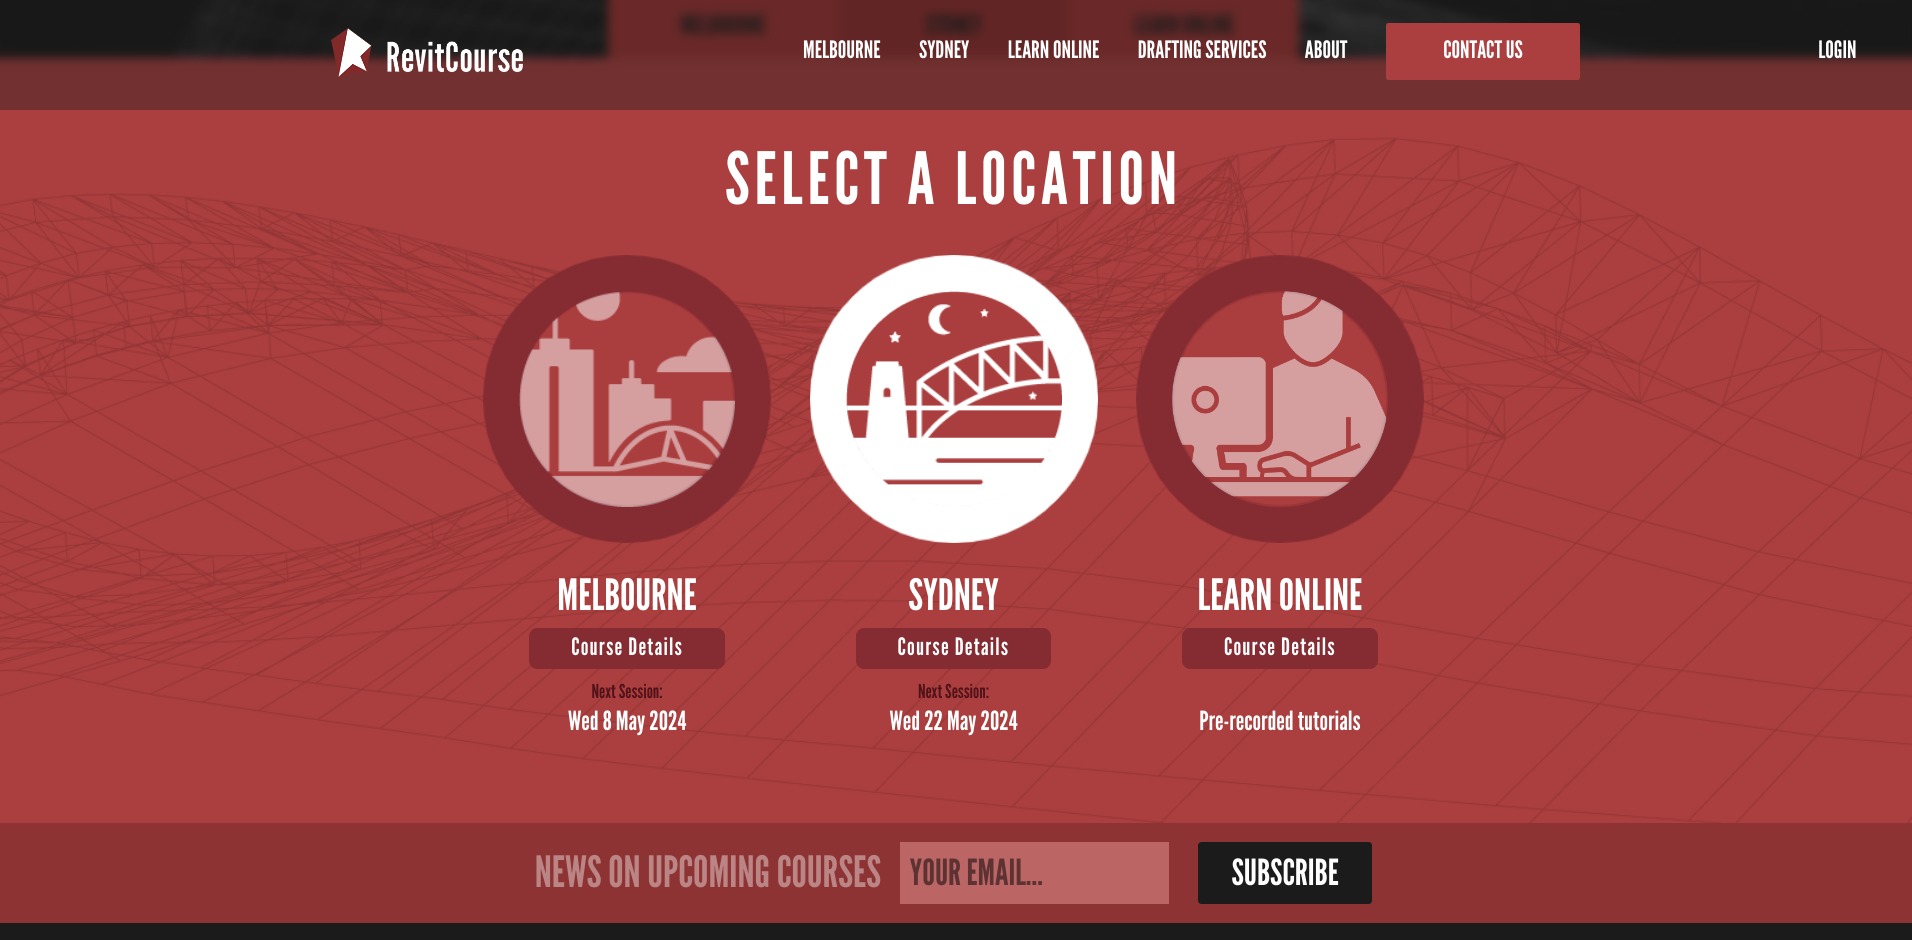 RevitCourse
MELBOURNE SYDNEY LEARN ONLINE DRAFTING SERVICES ABOUT CONTACT US LOGIN
SELECT A LOCATION
MELBOURNE SYDNEY LEARN ONLINE
Course Details Course Details Course Details
Next Session: Next Session:
Wed 8 May 2024 Wed 22 May 2024 Pre-recorded tutorials
NEWS ON UPCOMING COURSES YOUR EMAIL... SUBSCRIBE